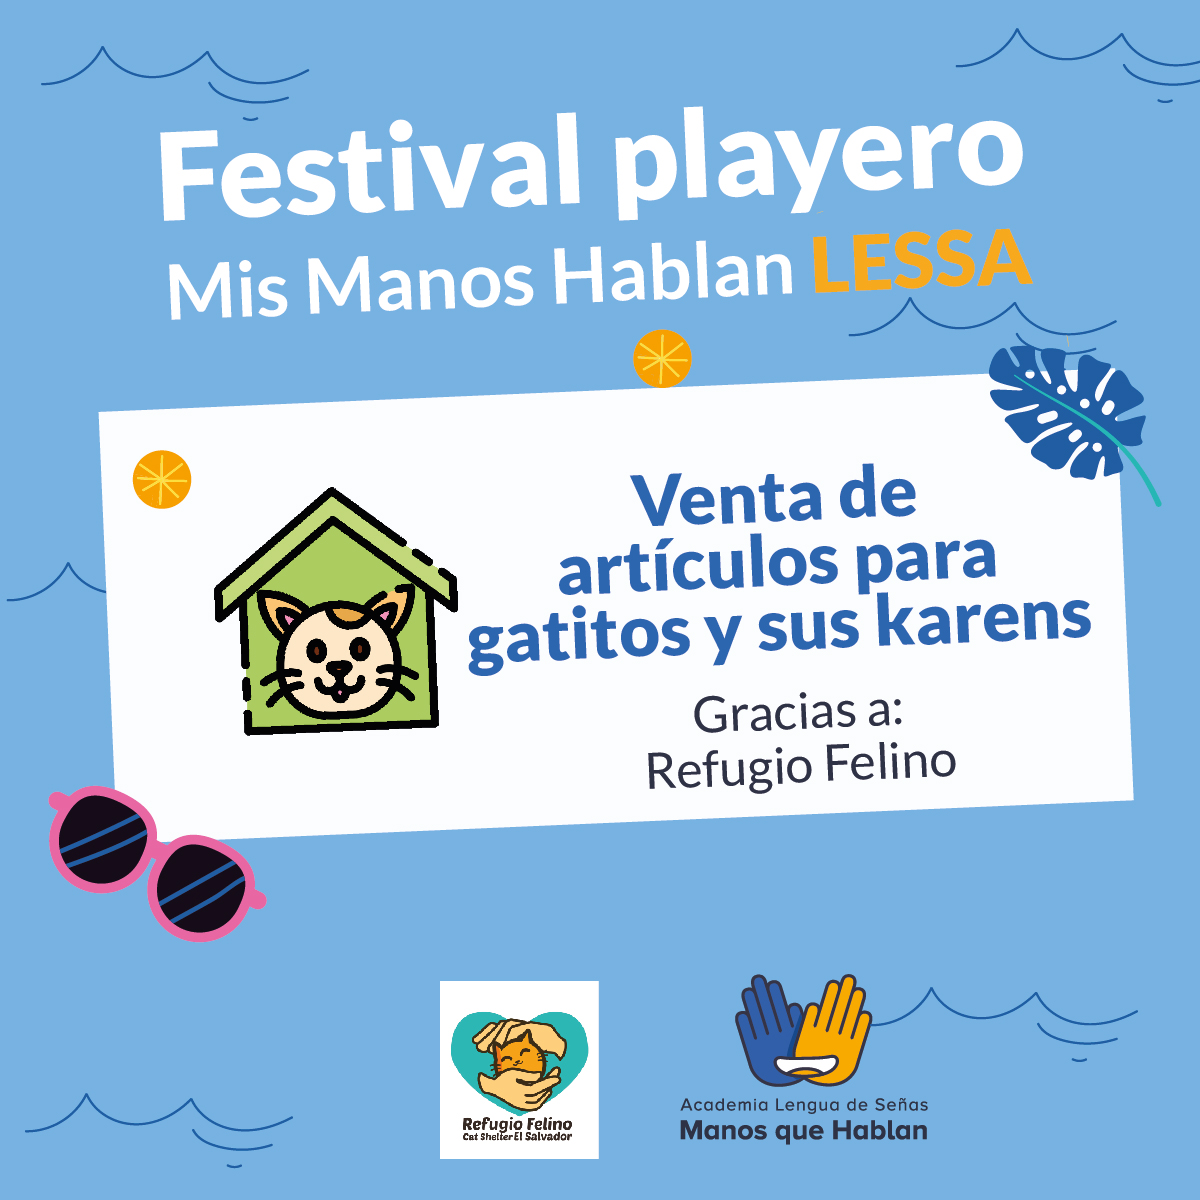 Festival playero
Mis Manos Hablan LESSA
Venta de
artículos para
gatitos y sus karens
Gracias a:
Refugio Felino
Refugio Felino
Cat Shelter El Salvador
Academia Lengua de Señas
Manos que Hablan